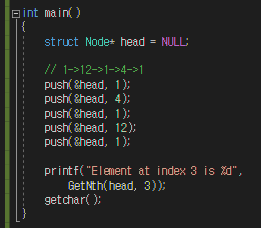 int main()
{
struct Node* head = NULL;
// 1->12->1->4->1
push(&head, 1);
push(&head, 4);
push(&head, 1);
push(&head, 12);
push(&head, 1);
printf("Element at index 3 is %d",
GetNth(head, 3));
getchar();
}